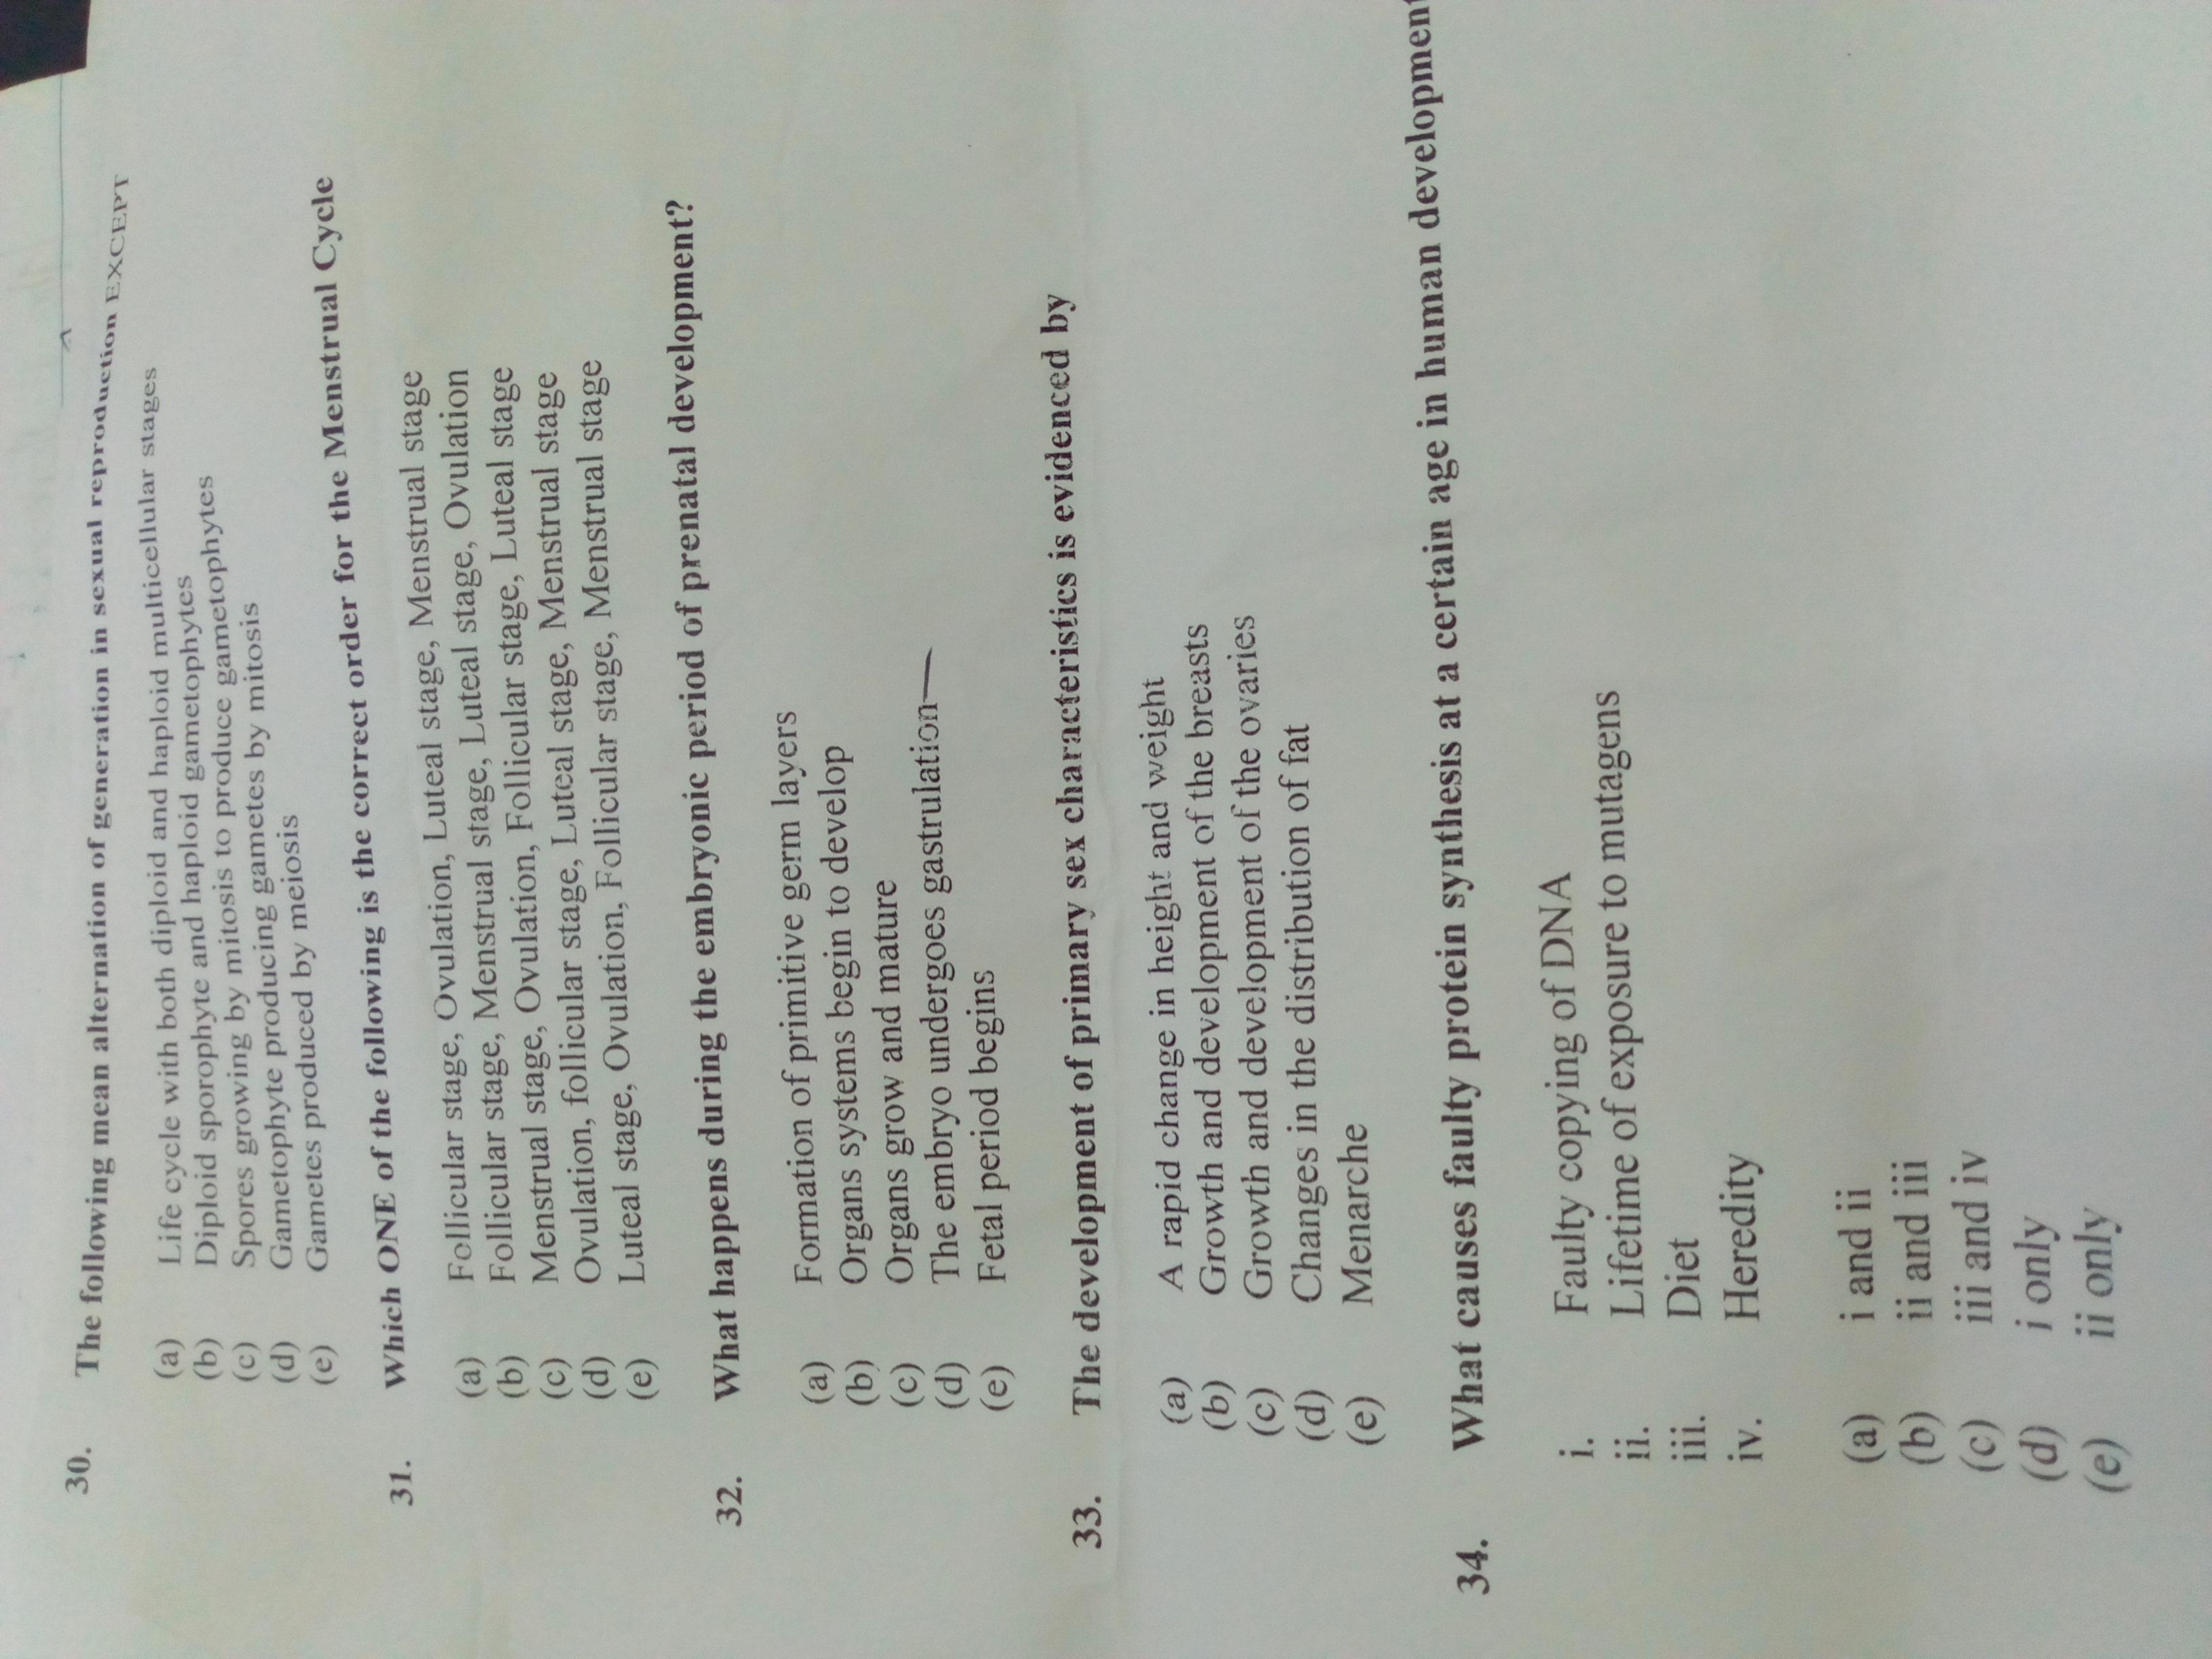 30. The following mean alternation of generation in sexual reproduction EXCEPT
(a) Life cycle with both diploid and haploid multicellular stages
(b) Diploid sporophyte and haploid gametophytes
(c) Spores growing by mitosis to produce gametophytes
(d) Gametophyte producing gametes by mitosis
(e) Gametes produced by meiosis
31. Which ONE of the following is the correct order for the Menstrual Cycle
(a) Follicular stage, Ovulation, Luteal stage, Menstrual stage
(b) Follicular stage, Menstrual stage, Luteal stage, Ovulation
(c) Menstrual stage, Ovulation, Follicular stage, Luteal stage
(d) Ovulation, follicular stage, Luteal stage, Menstrual stage
(e) Luteal stage, Ovulation, Follicular stage, Menstrual stage
32. What happens during the embryonic period of prenatal development?
(a) Formation of primitive germ layers
(b) Organs systems begin to develop
(c) Organs grow and mature
(d) The embryo undergoes gastrulation
(e) Fetal period begins
33. The development of primary sex characteristics is evidenced by
(a) A rapid change in height and weight
(b) Growth and development of the breasts
(c) Growth and development of the ovaries
(d) Changes in the distribution of fat
(e) Menarche
34. What causes faulty protein synthesis at a certain age in human development
i. Faulty copying of DNA
ii. Lifetime of exposure to mutagens
iii. Diet
iv. Heredity
(a) i and ii
(b) ii and iii
(c) iii and iv
(d) i only
(e) ii only